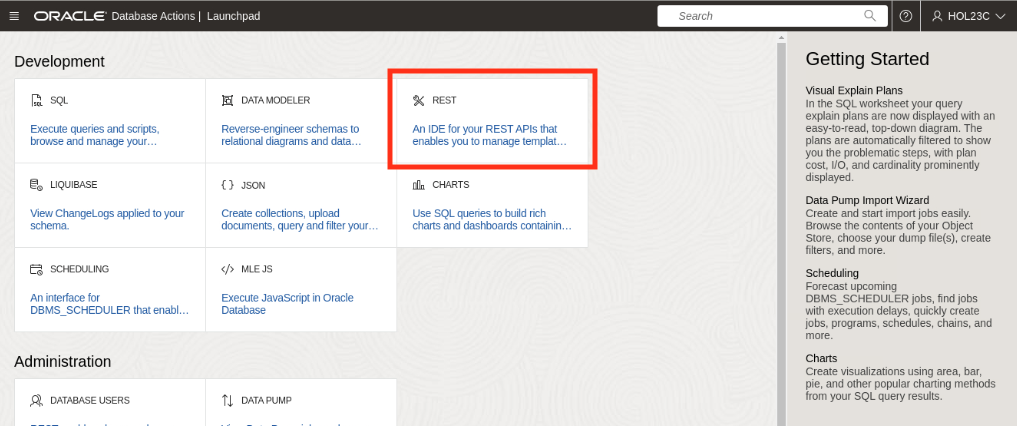 ORACLE Database Actions | Launchpad
Search
HOL23C
Development
SQL
Execute queries and scripts,
browse and manage your…
DATA MODELER
Reverse-engineer schemas to
relational diagrams and data…
REST
An IDE for your REST APIs that
enables you to manage templat…
LIQUIBASE
View ChangeLogs applied to your
schema.
JSON
Create collections, upload
documents, query and filter your…
CHARTS
Use SQL queries to build rich
charts and dashboards containin…
SCHEDULING
An interface for
DBMS_SCHEDULER that enabl…
MLE JS
Execute JavaScript in Oracle
Database
Administration
DATABASE USERS
DATA PUMP
Getting Started
Visual Explain Plans
In the SQL worksheet your query
explain plans are now displayed with an
easy-to-read, top-down diagram. The
plans are automatically filtered to show
you the problematic steps, with plan
cost, I/O, and cardinality prominently
displayed.
Data Pump Import Wizard
Create and start import jobs easily.
Browse the contents of your Object
Store, choose your dump file(s), create
filters, and more.
Scheduling
Forecast upcoming
DBMS_SCHEDULER jobs, find jobs
with execution delays, quickly create
jobs, programs, schedules, chains, and
more.
Charts
Create visualizations using area, bar,
pie, and other popular charting methods
from your SQL query results.